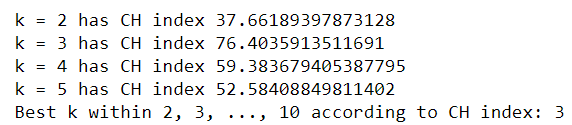 k = 2 has CH index 37.66189397873128
k = 3 has CH index 76.4035913511691
k = 4 has CH index 59.383679405387795
k = 5 has CH index 52.58408849811402
Best k within 2, 3, ..., 10 according to CH index: 3